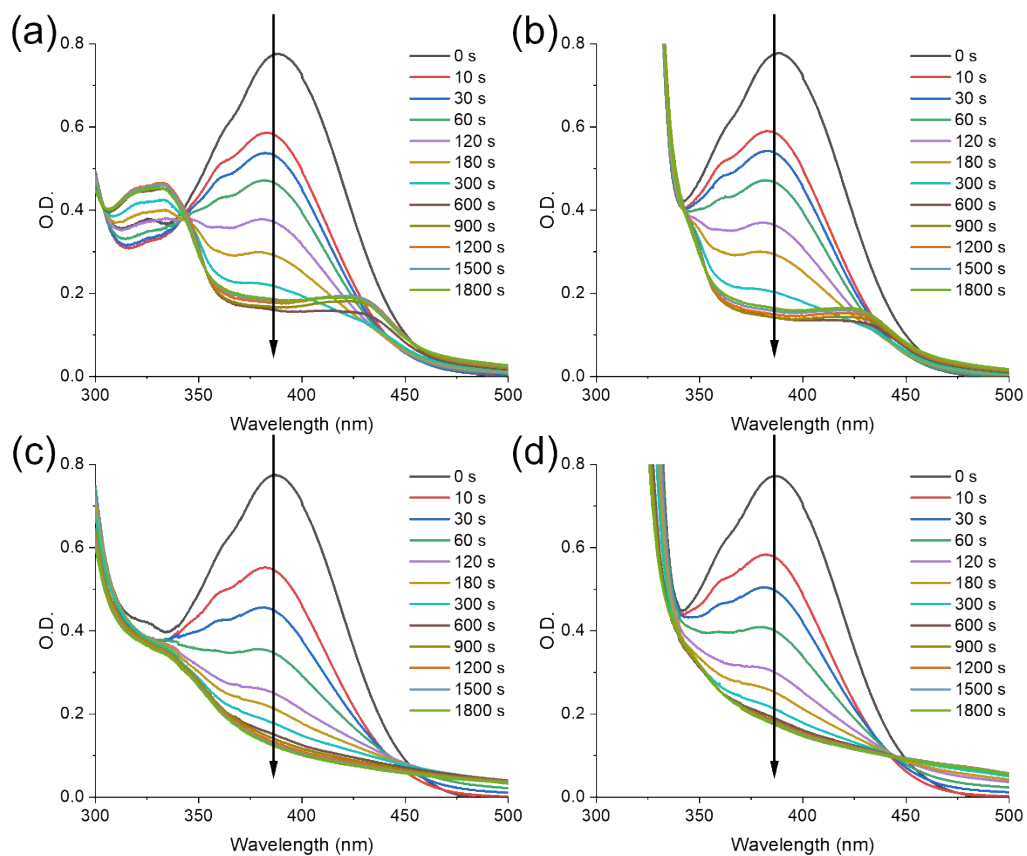 (a)
O.D.
0.8
0.6
0.4
0.2
0.0
300
350
400
450
500
Wavelength (nm)
0 s
10 s
30 s
60 s
120 s
180 s
300 s
600 s
900 s
1200 s
1500 s
1800 s
(b)
O.D.
0.8
0.6
0.4
0.2
0.0
300
350
400
450
500
Wavelength (nm)
0 s
10 s
30 s
60 s
120 s
180 s
300 s
600 s
900 s
1200 s
1500 s
1800 s
(c)
O.D.
0.8
0.6
0.4
0.2
0.0
300
350
400
450
500
Wavelength (nm)
0 s
10 s
30 s
60 s
120 s
180 s
300 s
600 s
900 s
1200 s
1500 s
1800 s
(d)
O.D.
0.8
0.6
0.4
0.2
0.0
300
350
400
450
500
Wavelength (nm)
0 s
10 s
30 s
60 s
120 s
180 s
300 s
600 s
900 s
1200 s
1500 s
1800 s